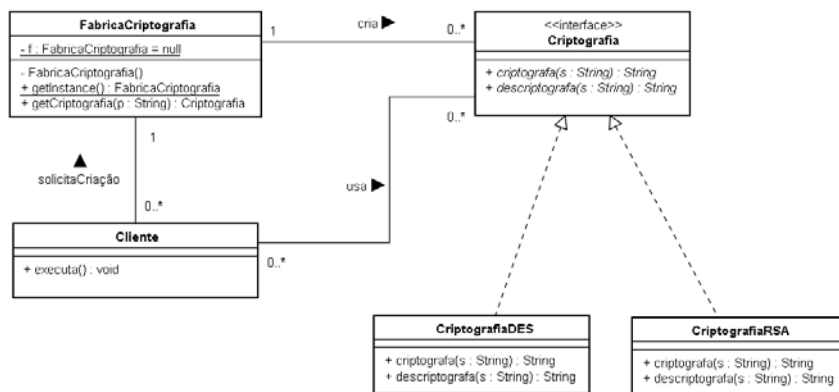 FabricaCriptografia
- f : FabricaCriptografia = null
- FabricaCriptografia()
+ getInstance() : FabricaCriptografia
+ getCriptografia(p : String) : Criptografia
1
cria
0..*
<<interface>>
Criptografia
+ criptografa(s : String) : String
+ descriptografa(s : String) : String
0..*
1
solicitaCriação
0..*
usa
Cliente
+ executa() : void
0..*
CriptografiaDES
+ criptografa(s : String) : String
+ descriptografa(s : String) : String
CriptografiaRSA
+ criptografa(s : String) : String
+ descriptografa(s : String) : String